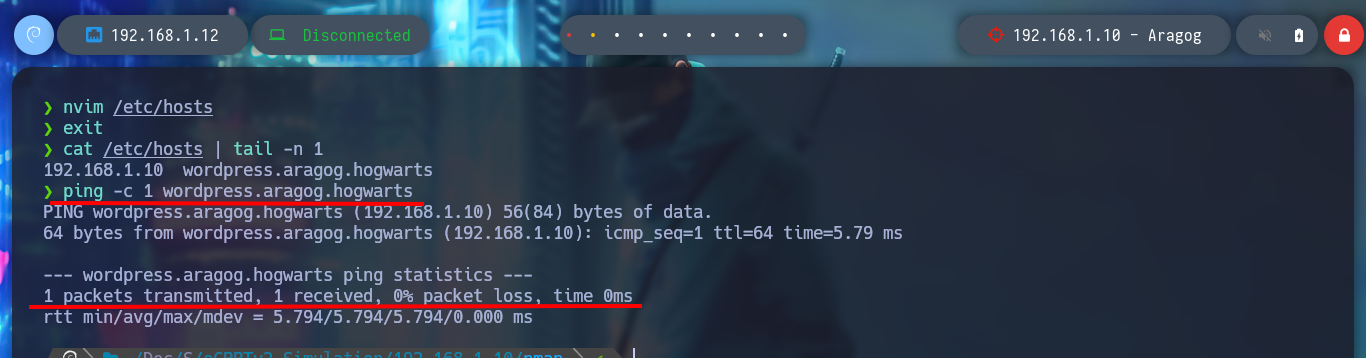 192.168.1.12
Disconnected
192.168.1.10 - Aragog
❯ nvim /etc/hosts
❯ exit
❯ cat /etc/hosts | tail -n 1
192.168.1.10  wordpress.aragog.hogwarts
❯ ping -c 1 wordpress.aragog.hogwarts
PING wordpress.aragog.hogwarts (192.168.1.10) 56(84) bytes of data.
64 bytes from wordpress.aragog.hogwarts (192.168.1.10): icmp_seq=1 ttl=64 time=5.79 ms
--- wordpress.aragog.hogwarts ping statistics ---
1 packets transmitted, 1 received, 0% packet loss, time 0ms
rtt min/avg/max/mdev = 5.794/5.794/5.794/0.000 ms